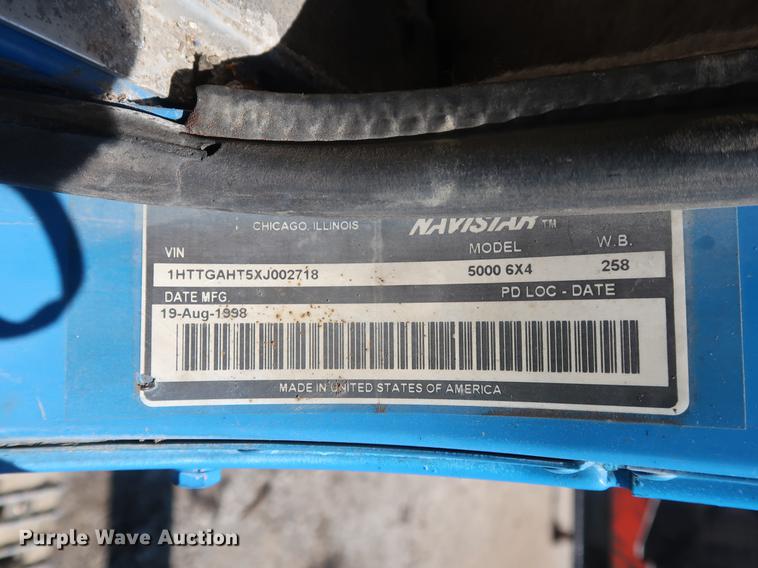 CHICAGO, ILLINOIS NAVISTAR TM
VIN MODEL W.B.
1HTTGAHT5XJ002718 5000 6X4 258
DATE MFG. PD LOC - DATE
19-Aug-1998
MADE IN UNITED STATES OF AMERICA
Purple Wave Auction